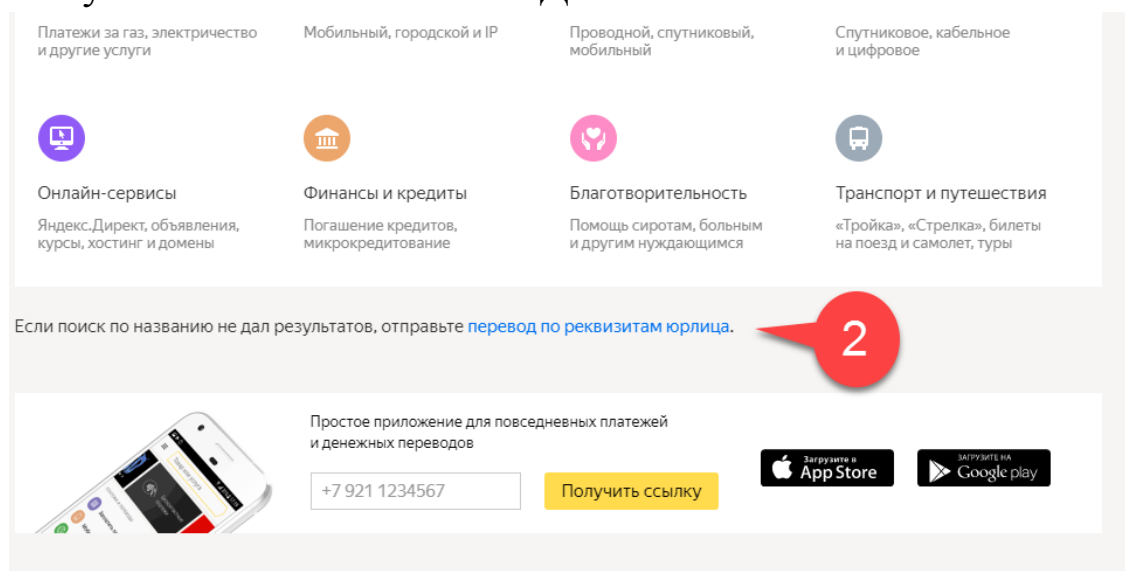 Платежи за газ, электричество
и другие услуги
Мобильный, городской и IP
Проводной, спутниковый,
мобильный
Спутниковое, кабельное
и цифровое
Онлайн-сервисы
Яндекс.Директ, объявления,
курсы, хостинг и домены
Финансы и кредиты
Погашение кредитов,
микрокредитование
Благотворительность
Помощь сиротам, больным
и другим нуждающимся
Транспорт и путешествия
«Тройка», «Стрелка», билеты
на поезд и самолет, туры
Если поиск по названию не дал результатов, отправьте перевод по реквизитам юрлица.
2
Простое приложение для повседневных платежей
и денежных переводов
+7 921 1234567
Получить ссылку
Загрузите в
App Store
ЗАГРУЗИТЕ НА
Google play